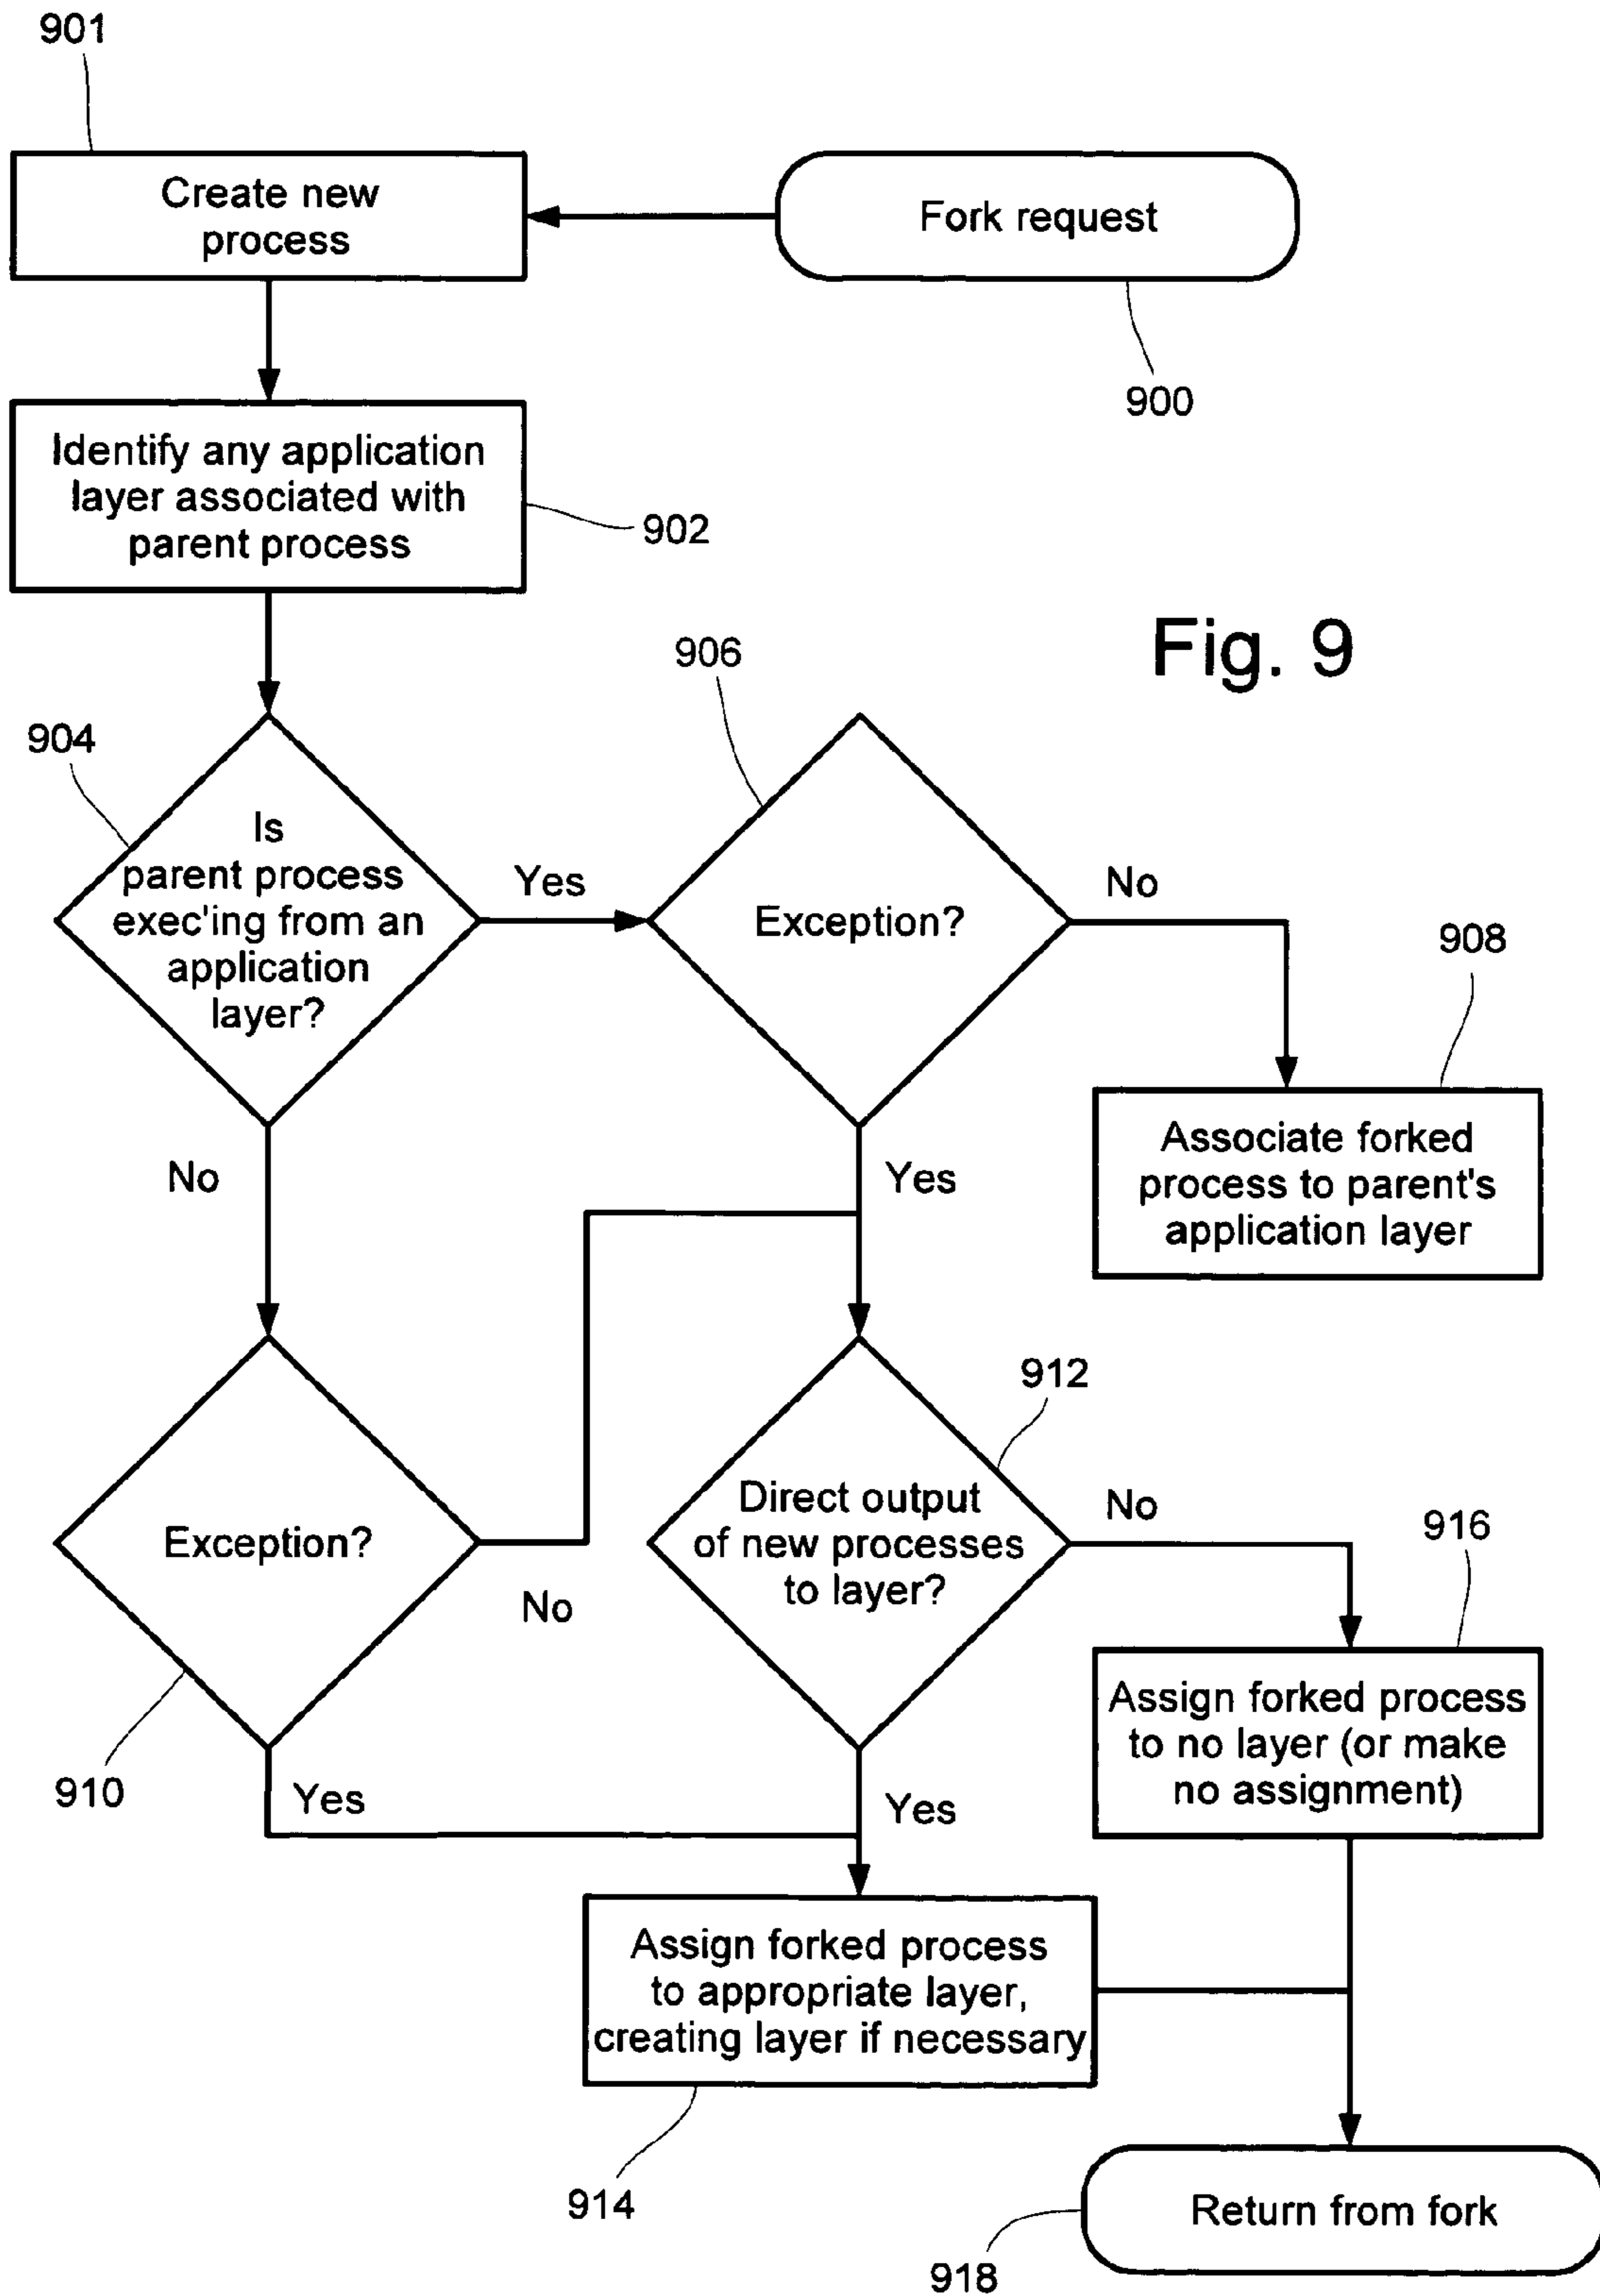 901
Create new
process
Fork request
900
Identify any application
layer associated with
parent process
902
Fig. 9
906
904
Is
parent process
exec'ing from an
application
layer?
Yes
Exception?
No
908
Associate forked
process to parent's
application layer
No
Yes
912
Exception?
No
Direct output
of new processes
to layer?
No
916
Assign forked process
to no layer (or make
no assignment)
910
Yes
Yes
Assign forked process
to appropriate layer,
creating layer if necessary
914
Return from fork
918